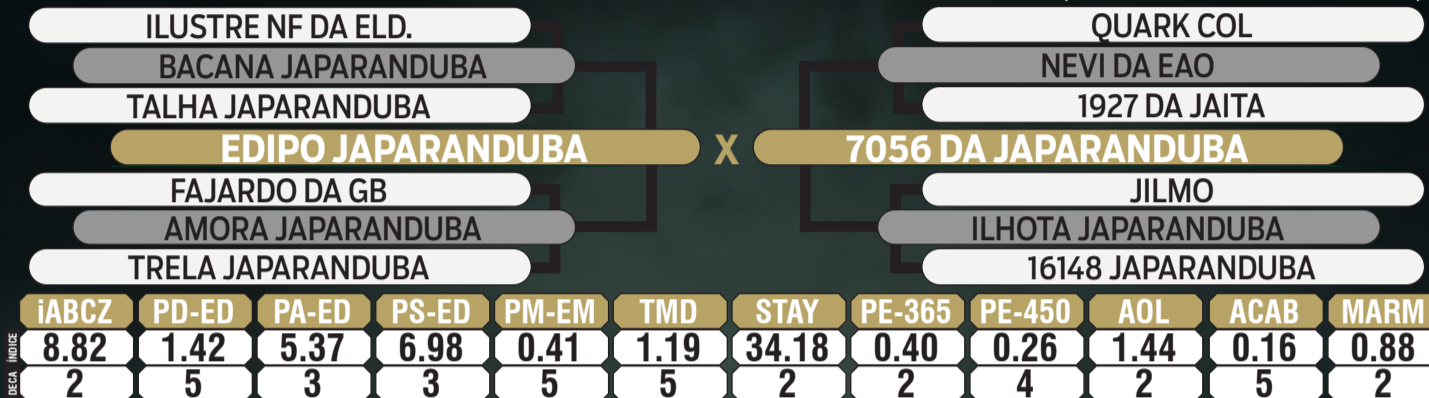 ILUSTRE NF DA ELD.
BACANA JAPARANDUBA
TALHA JAPARANDUBA
EDIPO JAPARANDUBA X 7056 DA JAPARANDUBA
FAJARDO DA GB
AMORA JAPARANDUBA
TRELA JAPARANDUBA
QUARK COL
NEVI DA EAO
1927 DA JAITA
JILMO
ILHOTA JAPARANDUBA
16148 JAPARANDUBA
iABCZ PD-ED PA-ED PS-ED PM-EM TMD STAY PE-365 PE-450 AOL ACAB MARM
ÍNDICE 8.82 1.42 5.37 6.98 0.41 1.19 34.18 0.40 0.26 1.44 0.16 0.88
DECA 2 5 3 3 5 5 2 2 4 2 5 2